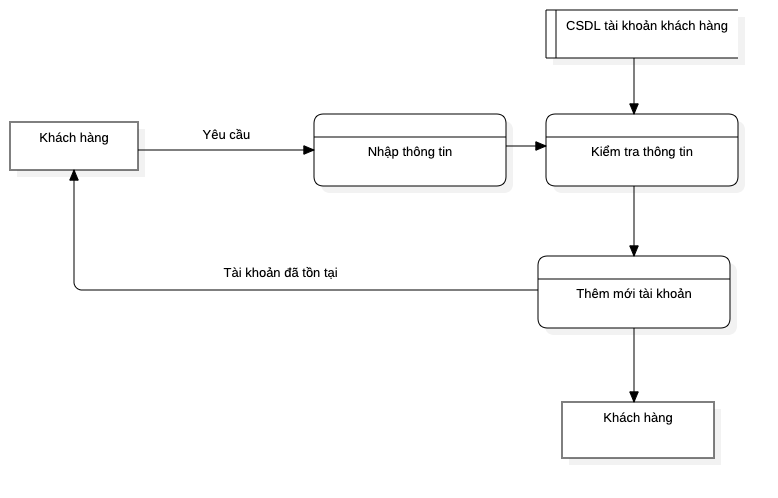 CSDL tài khoản khách hàng
Khách hàng
Yêu cầu
Nhập thông tin
Kiểm tra thông tin
Tài khoản đã tồn tại
Thêm mới tài khoản
Khách hàng